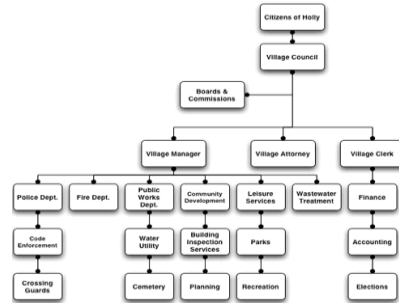 Citizens of Holly
Village Council
Boards &
Commissions
Village Manager
Village Attorney
Village Clerk
Police Dept.
Fire Dept.
Public
Works
Dept.
Community
Development
Leisure
Services
Wastewater
Treatment
Finance
Code
Enforcement
Water
Utility
Building
Inspection
Services
Parks
Accounting
Crossing
Guards
Cemetery
Planning
Recreation
Elections